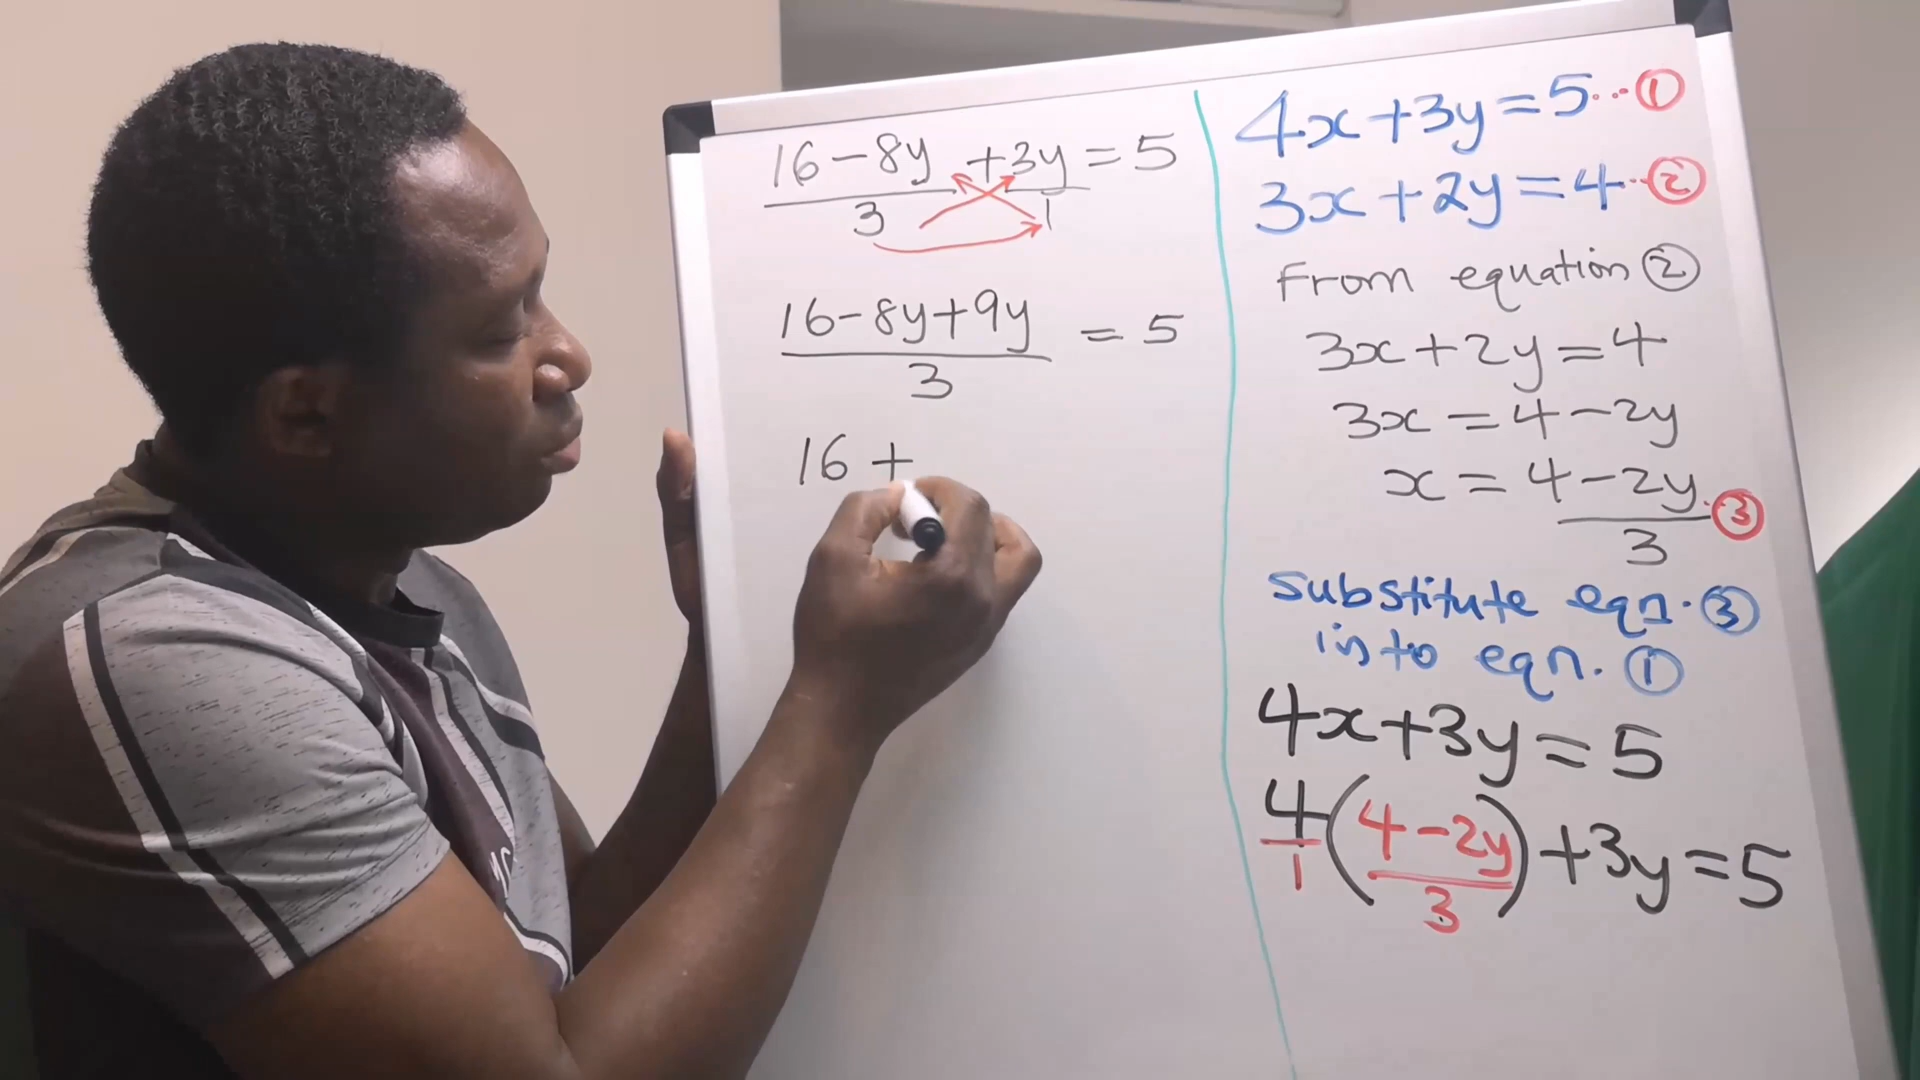 16-8y +3y=5
3 1
16-8y+9y = 5
3
16 +
4x+3y=5...①
3x+2y=4..②
From equation ②
3x+2y=4
3x = 4-2y
x = 4-2y..③
3
Substitute eqn. ③
into eqn. ①
4x+3y=5
4(4-2y)+3y=5
1 3